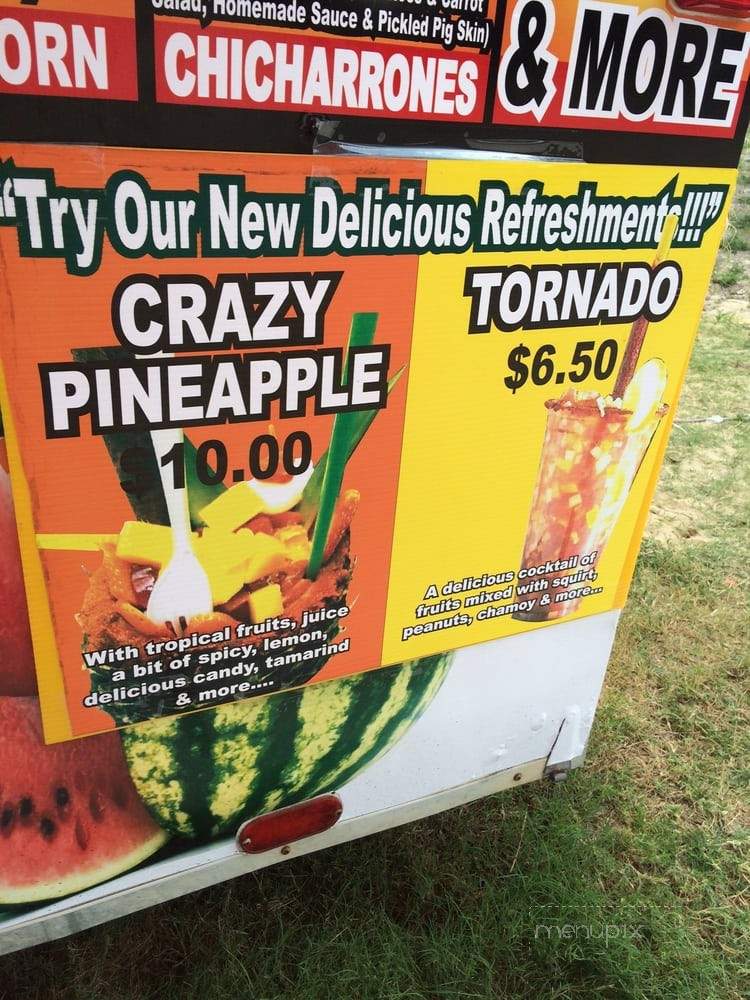 & Carrot
Salad, Homemade Sauce & Pickled Pig Skin)
ORN
CHICHARRONES
& MORE
"Try Our New Delicious Refreshments!!!"
CRAZY
PINEAPPLE
$10.00
With tropical fruits, juice
a bit of spicy, lemon,
delicious candy, tamarind
& more....
TORNADO
$6.50
A delicious cocktail of
fruits mixed with squirt,
peanuts, chamoy & more...
menupix